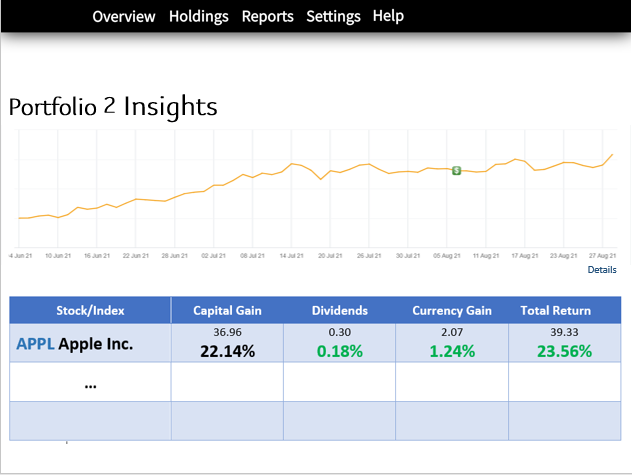 Overview Holdings Reports Settings Help
Portfolio 2 Insights
4 Jun 21 10 Jun 21 16 Jun 21 22 Jun 21 28 Jun 21 02 Jul 21 08 Jul 21 14 Jul 21 20 Jul 21 26 Jul 21 30 Jul 21 05 Aug 21 11 Aug 21 17 Aug 21 23 Aug 21 27 Aug 21
Details
Stock/Index Capital Gain Dividends Currency Gain Total Return
36.96 0.30 2.07 39.33
APPL Apple Inc. 22.14% 0.18% 1.24% 23.56%
...